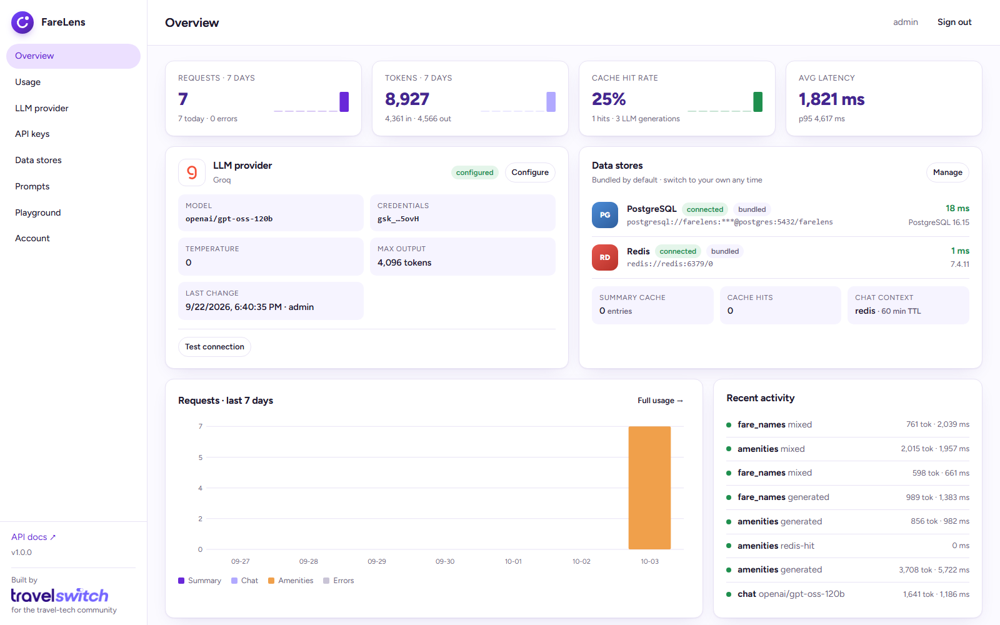 FareLens
Overview
Usage
LLM provider
API keys
Data stores
Prompts
Playground
Account
API docs ↗
v1.0.0
Built by
travelswitch
for the travel-tech community
Overview
admin
Sign out
REQUESTS · 7 DAYS
7
7 today · 0 errors
TOKENS · 7 DAYS
8,927
4,361 in · 4,566 out
CACHE HIT RATE
25%
1 hits · 3 LLM generations
AVG LATENCY
1,821 ms
p95 4,617 ms
LLM provider
Groq
configured
Configure
MODEL
openai/gpt-oss-120b
CREDENTIALS
gsk_…5ovH
TEMPERATURE
0
MAX OUTPUT
4,096 tokens
LAST CHANGE
9/22/2026, 6:40:35 PM · admin
Test connection
Data stores
Bundled by default · switch to your own any time
Manage
PG
PostgreSQL connected bundled
postgresql://farelens:***@postgres:5432/farelens
18 ms
PostgreSQL 16.15
RD
Redis connected bundled
redis://redis:6379/0
1 ms
7.4.11
SUMMARY CACHE
0 entries
CACHE HITS
0
CHAT CONTEXT
redis · 60 min TTL
Requests · last 7 days
Full usage →
7
5
4
2
0
09-27 09-28 09-29 09-30 10-01 10-02 10-03
Summary Chat Amenities Errors
Recent activity
fare_names mixed 761 tok · 2,039 ms
amenities mixed 2,015 tok · 1,957 ms
fare_names mixed 598 tok · 661 ms
fare_names generated 989 tok · 1,383 ms
amenities generated 856 tok · 982 ms
amenities redis-hit 0 ms
amenities generated 3,708 tok · 5,722 ms
chat openai/gpt-oss-120b 1,641 tok · 1,186 ms